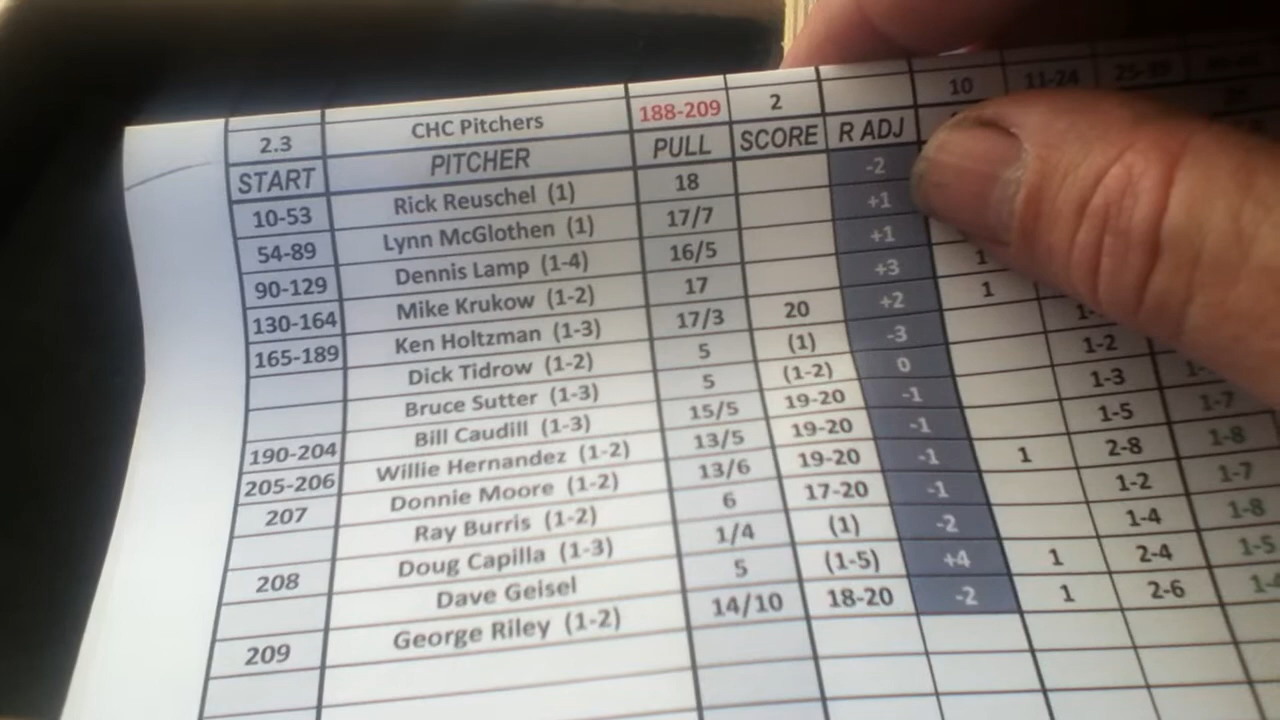 2.3 CHC Pitchers 188-209 2 10 11-24
START PITCHER PULL SCORE R ADJ
10-53 Rick Reuschel (1) 18 -2
54-89 Lynn McGlothen (1) 17/7 +1
90-129 Dennis Lamp (1-4) 16/5 +1
130-164 Mike Krukow (1-2) 17 +3 1
165-189 Ken Holtzman (1-3) 17/3 20 +2 1
Dick Tidrow (1-2) 5 (1) -3
Bruce Sutter (1-3) 5 (1-2) 0 1-2
190-204 Bill Caudill (1-3) 15/5 19-20 -1 1-3
205-206 Willie Hernandez (1-2) 13/5 19-20 -1 1-5 1-7
207 Donnie Moore (1-2) 13/6 19-20 -1 1 2-8 1-8
Ray Burris (1-2) 6 17-20 -1 1-2 1-7
208 Doug Capilla (1-3) 1/4 (1) -2 1-4 1-8
Dave Geisel 5 (1-5) +4 1 2-4 1-5
209 George Riley (1-2) 14/10 18-20 -2 1 2-6